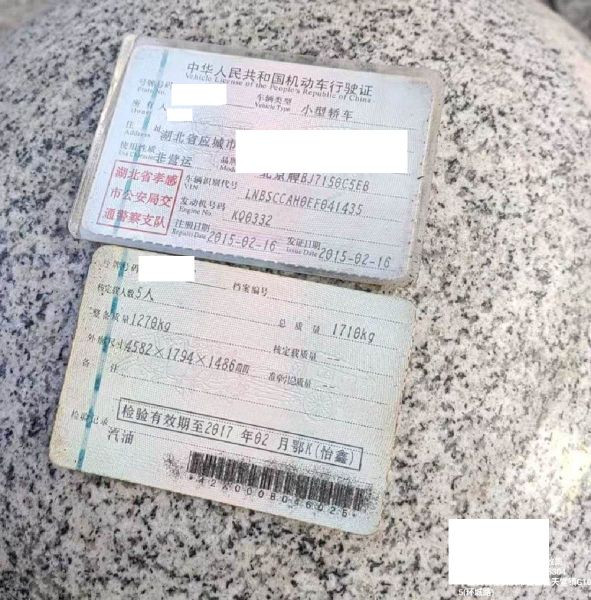 中华人民共和国机动车行驶证
Vehicle License of the People's Republic of China
号牌号码
Plate No.
车辆类型
Vehicle Type
小型轿车
所有人
Owner
住址
Address
湖北省应城市
使用性质
Use Character
非营运
北京牌BJ7150C5EB
湖北省孝感
市公安局交
通警察支队
车辆识别代号
VIN
LNBSCCAH0EF041435
发动机号码
Engine No.
KQ0332
注册日期
Register Date
2015-02-16
发证日期
Issue Date
2015-02-16
号牌号码
档案编号
核定载人数
5人
总质量
1710kg
整备质量
1270kg
核定载质量
--
外廓尺寸
4582×1794×1486mm
准牵引总质量
--
备注
检验记录
检验有效期至2017年02月鄂K(怡鑫)
汽油